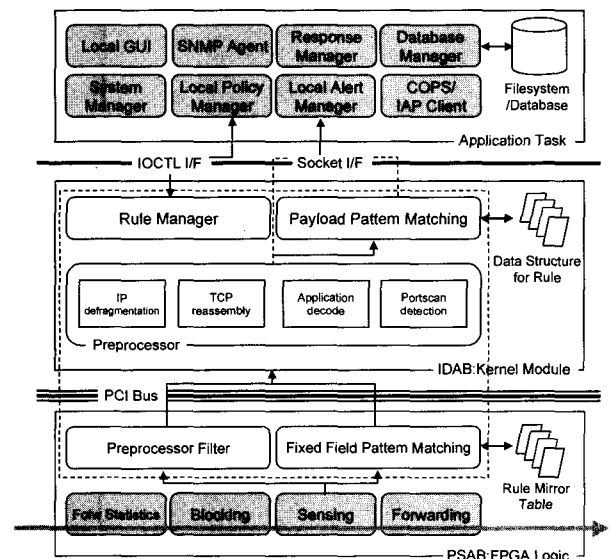 Local GUI
SNMP Agent
Response
Manager
Database
Manager
System
Manager
Local Policy
Manager
Local Alert
Manager
COPS/
IAP Client
Filesystem
/Database
Application Task
IOCTL I/F
Socket I/F
Rule Manager
Payload Pattern Matching
Data Structure
for Rule
IP
defragmentation
TCP
reassembly
Application
decode
Portscan
detection
Preprocessor
IDAB:Kernel Module
PCI Bus
Preprocessor Filter
Fixed Field Pattern Matching
Rule Mirror
Table
Statistics
Blocking
Sensing
Forwarding
PSAB:FPGA Logic